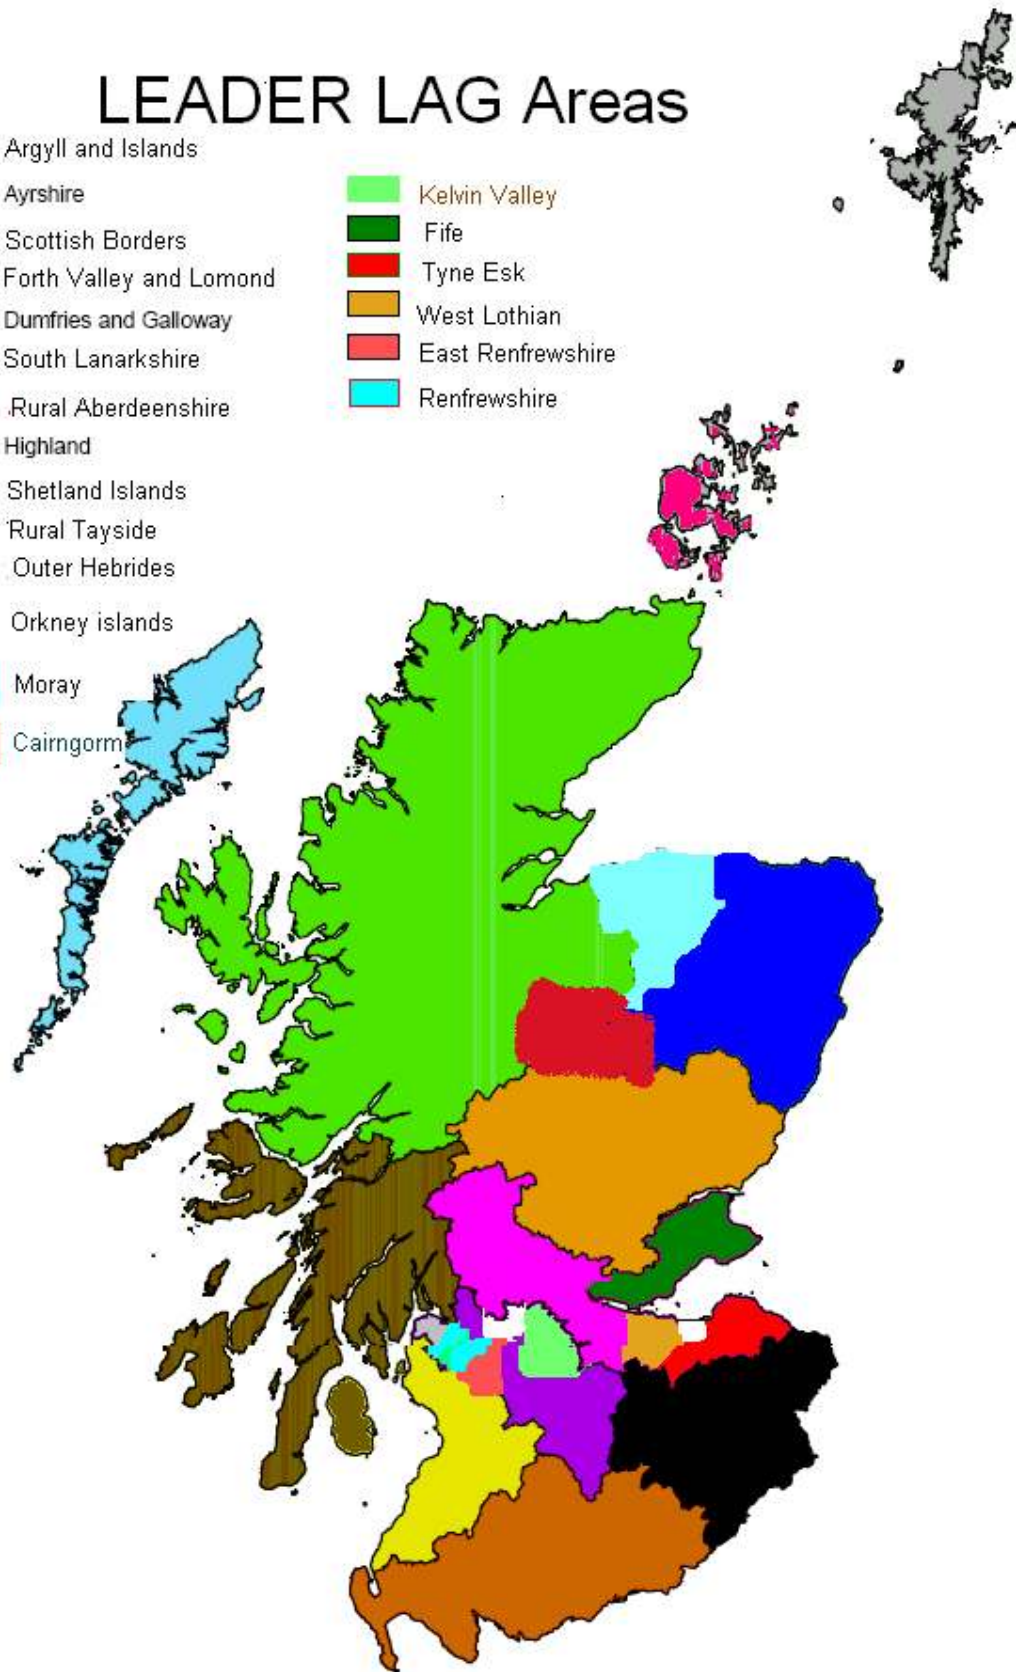 LEADER LAG Areas
Argyll and Islands
Ayrshire
Scottish Borders
Forth Valley and Lomond
Dumfries and Galloway
South Lanarkshire
Rural Aberdeenshire
Highland
Shetland Islands
Rural Tayside
Outer Hebrides
Orkney islands
Moray
Cairngorm
Kelvin Valley
Fife
Tyne Esk
West Lothian
East Renfrewshire
Renfrewshire